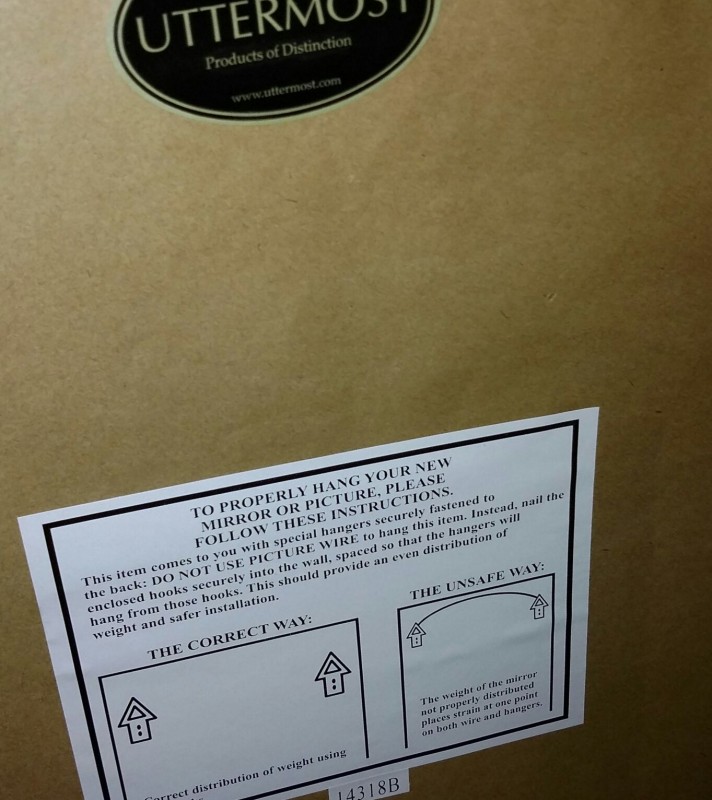 UTTERMOST
Products of Distinction
www.uttermost.com
TO PROPERLY HANG YOUR NEW
MIRROR OR PICTURE, PLEASE
FOLLOW THESE INSTRUCTIONS.
This item comes to you with special hangers securely fastened to
the back: DO NOT USE PICTURE WIRE to hang this item. Instead, nail the
enclosed hooks securely into the wall, spaced so that the hangers will
hang from those hooks. This should provide an even distribution of
weight and safer installation.
THE CORRECT WAY:
Correct distribution of weight using
THE UNSAFE WAY:
The weight of the mirror
not properly distributed
places strain at one point
on both wire and hangers.
14318B